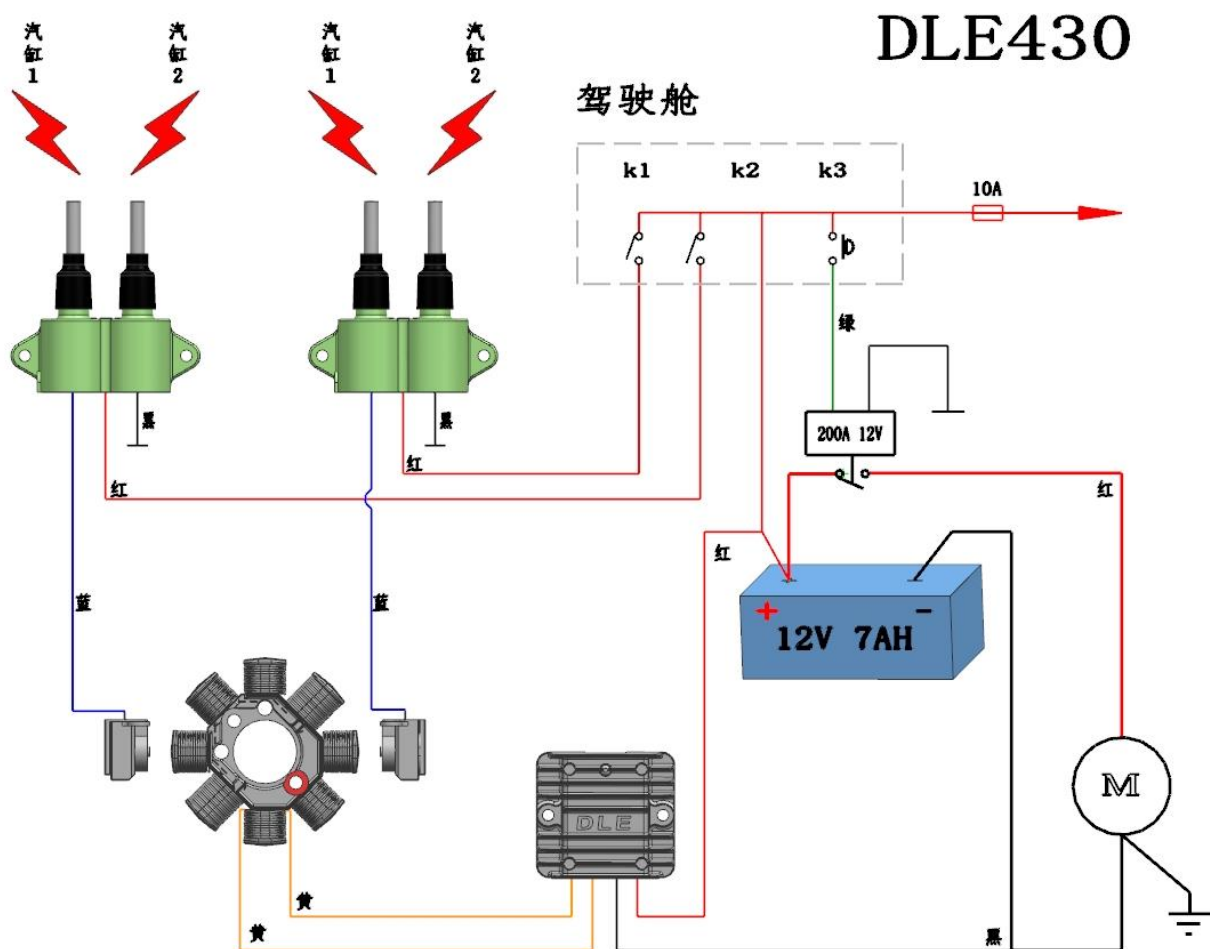 DLE430
汽缸1
汽缸2
汽缸1
汽缸2
驾驶舱
k1
k2
k3
10A
绿
200A 12V
黑
黑
红
红
红
红
蓝
蓝
+
-
12V 7AH
M
DLE
黄
黄
黑